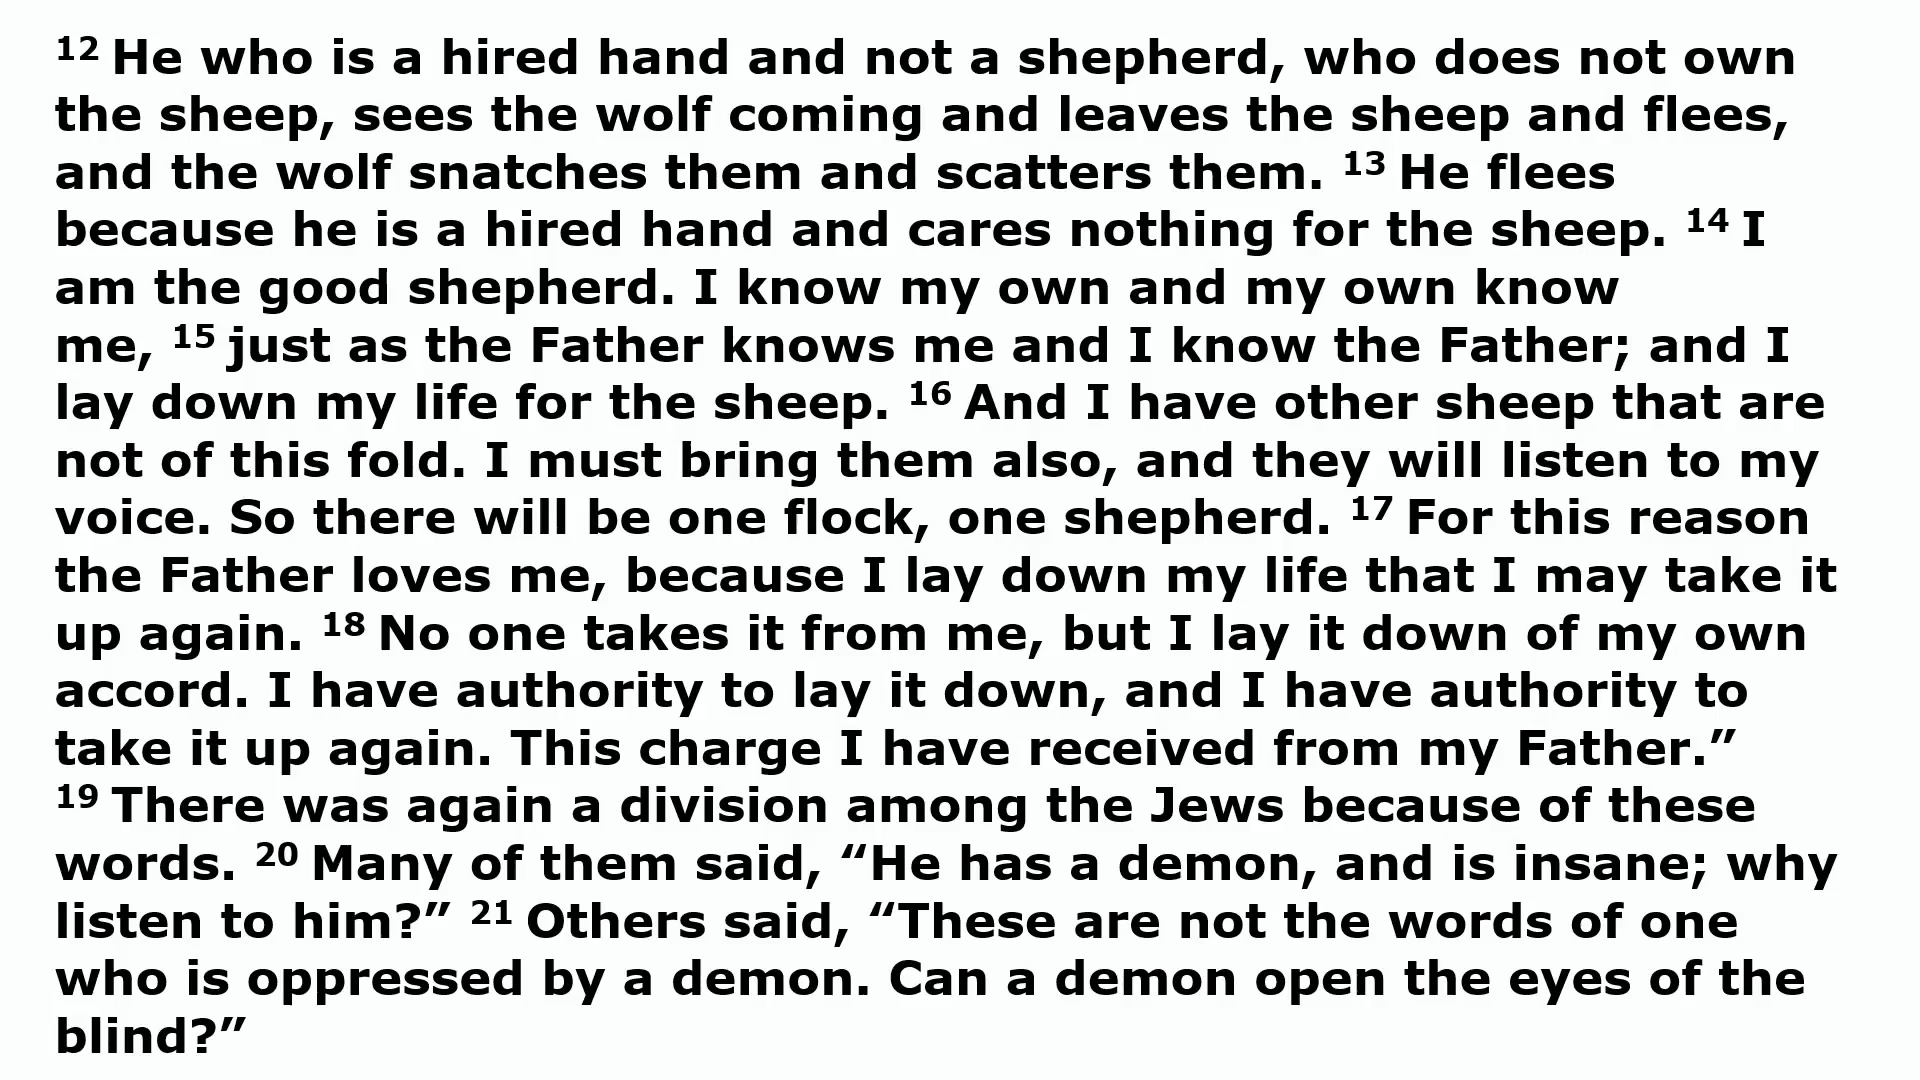 12 He who is a hired hand and not a shepherd, who does not own
the sheep, sees the wolf coming and leaves the sheep and flees,
and the wolf snatches them and scatters them. 13 He flees
because he is a hired hand and cares nothing for the sheep. 14 I
am the good shepherd. I know my own and my own know
me, 15 just as the Father knows me and I know the Father; and I
lay down my life for the sheep. 16 And I have other sheep that are
not of this fold. I must bring them also, and they will listen to my
voice. So there will be one flock, one shepherd. 17 For this reason
the Father loves me, because I lay down my life that I may take it
up again. 18 No one takes it from me, but I lay it down of my own
accord. I have authority to lay it down, and I have authority to
take it up again. This charge I have received from my Father.”
19 There was again a division among the Jews because of these
words. 20 Many of them said, “He has a demon, and is insane; why
listen to him?” 21 Others said, “These are not the words of one
who is oppressed by a demon. Can a demon open the eyes of the
blind?”